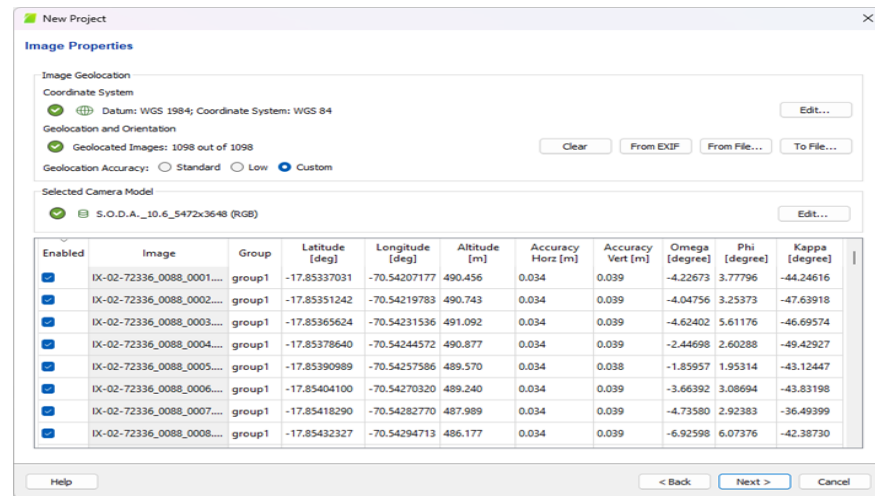 New Project
Image Properties
Image Geolocation
Coordinate System
Datum: WGS 1984; Coordinate System: WGS 84 Edit...
Geolocation and Orientation
Geolocated Images: 1098 out of 1098 Clear From EXIF From File... To File...
Geolocation Accuracy: Standard Low Custom
Selected Camera Model
S.O.D.A._10.6_5472x3648 (RGB) Edit...
Enabled Image Group Latitude [deg] Longitude [deg] Altitude [m] Accuracy Horz [m] Accuracy Vert [m] Omega [degree] Phi [degree] Kappa [degree]
IX-02-72336_0088_0001.... group1 -17.85337031 -70.54207177 490.456 0.034 0.039 -4.22673 3.77796 -44.24616
IX-02-72336_0088_0002.... group1 -17.85351242 -70.54219783 490.743 0.034 0.039 -4.04756 3.25373 -47.63918
IX-02-72336_0088_0003.... group1 -17.85365624 -70.54231536 491.092 0.034 0.039 -4.62402 5.61176 -46.69574
IX-02-72336_0088_0004.... group1 -17.85378640 -70.54244572 490.877 0.034 0.039 -2.44698 2.60288 -49.42927
IX-02-72336_0088_0005.... group1 -17.85390989 -70.54257586 489.570 0.034 0.038 -1.85957 1.95314 -43.12447
IX-02-72336_0088_0006.... group1 -17.85404100 -70.54270320 489.240 0.034 0.039 -3.66392 3.08694 -43.83198
IX-02-72336_0088_0007.... group1 -17.85418290 -70.54282770 487.989 0.034 0.039 -4.73580 2.92383 -36.49399
IX-02-72336_0088_0008.... group1 -17.85432327 -70.54294713 486.177 0.034 0.039 -6.92598 6.07376 -42.38730
Help < Back Next > Cancel